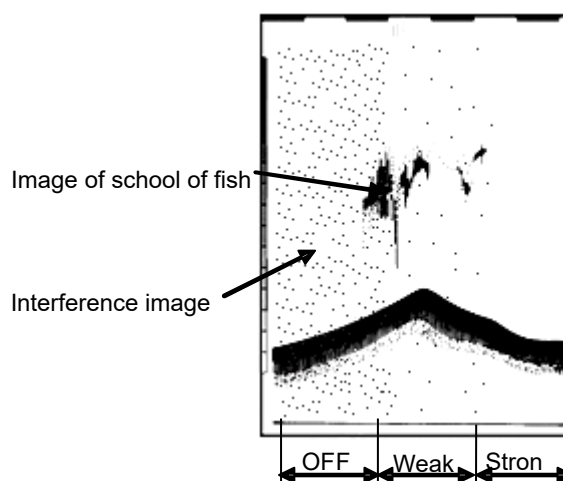 Image of school of fish
Interference image
OFF Weak Stron